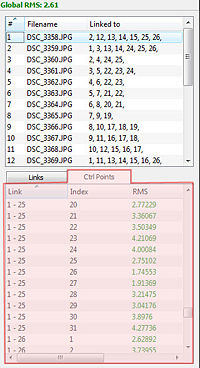 Global RMS: 2.61
# Filename Linked to
1 DSC_3358.JPG 2, 12, 13, 14, 15, 25, 26,
2 DSC_3359.JPG 1, 3, 13, 14, 24, 25, 26,
3 DSC_3360.JPG 2, 4, 24, 25,
4 DSC_3361.JPG 3, 5, 22, 23, 24,
5 DSC_3362.JPG 4, 6, 22, 23,
6 DSC_3363.JPG 5, 7, 21, 22,
7 DSC_3364.JPG 6, 8, 20, 21,
8 DSC_3365.JPG 7, 9, 19,
9 DSC_3366.JPG 8, 10, 17, 18, 19,
10 DSC_3367.JPG 9, 11, 16, 17, 18,
11 DSC_3368.JPG 10, 12, 15, 16, 17,
12 DSC_3369.JPG 1, 11, 13, 14, 15, 16, 26,
Links Ctrl Points
Link Index RMS
1 - 25 20 2.77229
1 - 25 21 3.36067
1 - 25 22 3.50349
1 - 25 23 4.21069
1 - 25 24 4.00084
1 - 25 25 2.75102
1 - 25 26 1.74553
1 - 25 27 1.91369
1 - 25 28 3.21475
1 - 25 29 3.04176
1 - 25 30 3.8976
1 - 25 31 4.27736
1 - 26 1 2.62892
1 - 26 2 3.73955